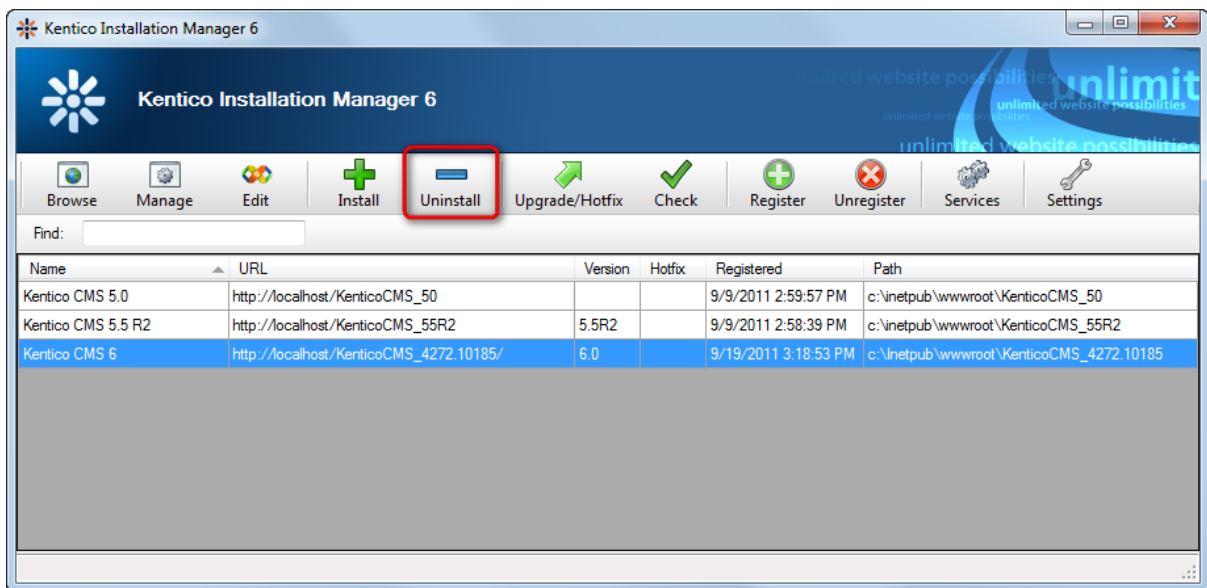 Kentico Installation Manager 6
Kentico Installation Manager 6
unlimited website possibilities
unlimit
unlimited website possibilities
unlimited website possibilities
unlimited website possibilities
Browse Manage Edit Install Uninstall Upgrade/Hotfix Check Register Unregister Services Settings
Find:
Name URL Version Hotfix Registered Path
Kentico CMS 5.0 http://localhost/KenticoCMS_50 9/9/2011 2:59:57 PM c:\inetpub\wwwroot\KenticoCMS_50
Kentico CMS 5.5 R2 http://localhost/KenticoCMS_55R2 5.5R2 9/9/2011 2:58:39 PM c:\inetpub\wwwroot\KenticoCMS_55R2
Kentico CMS 6 http://localhost/KenticoCMS_4272.10185/ 6.0 9/19/2011 3:18:53 PM c:\Inetpub\wwwroot\KenticoCMS_4272.10185